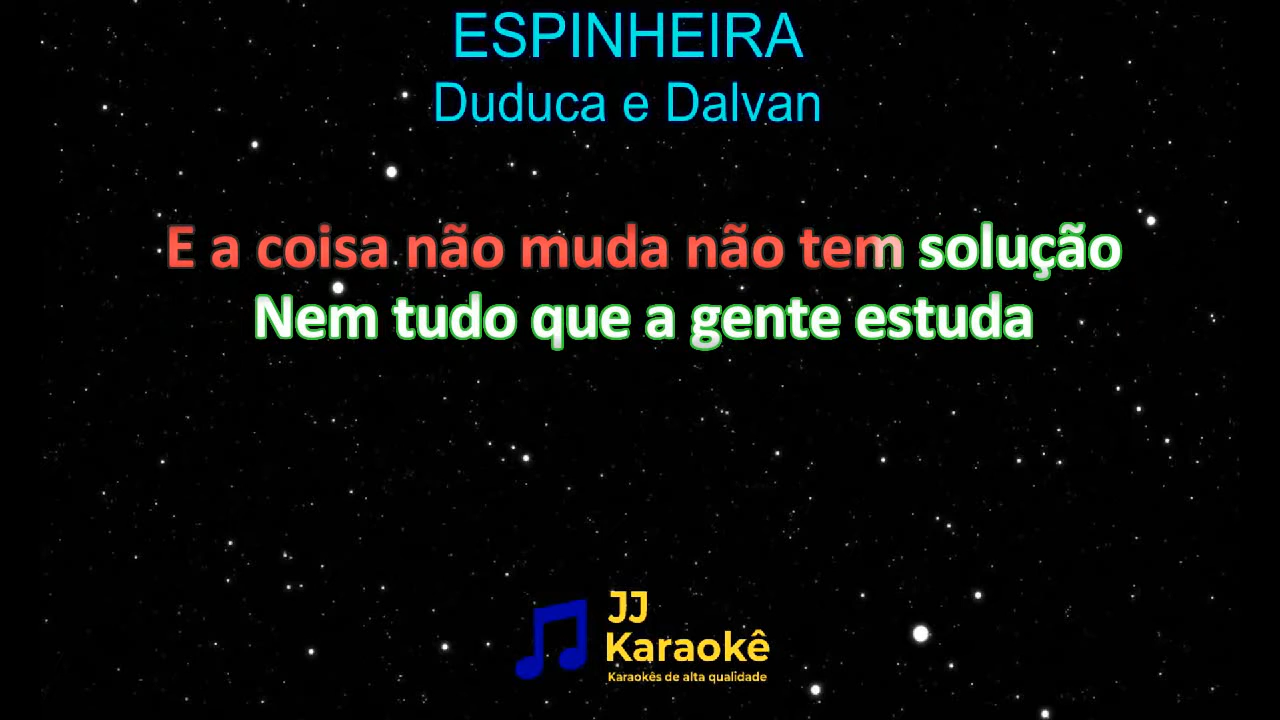 ESPINHEIRA
Duduca e Dalvan
E a coisa não muda não tem solução
Nem tudo que a gente estuda
JJ
Karaokê
Karaokês de alta qualidade